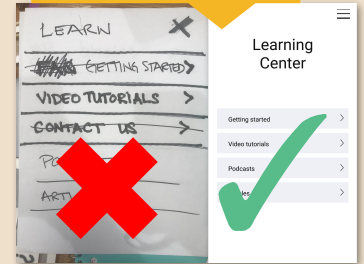 LEARN
GETTING STARTED
VIDEO TUTORIALS
CONTACT US
Learning
Center
Getting started
Video tutorials
Podcasts